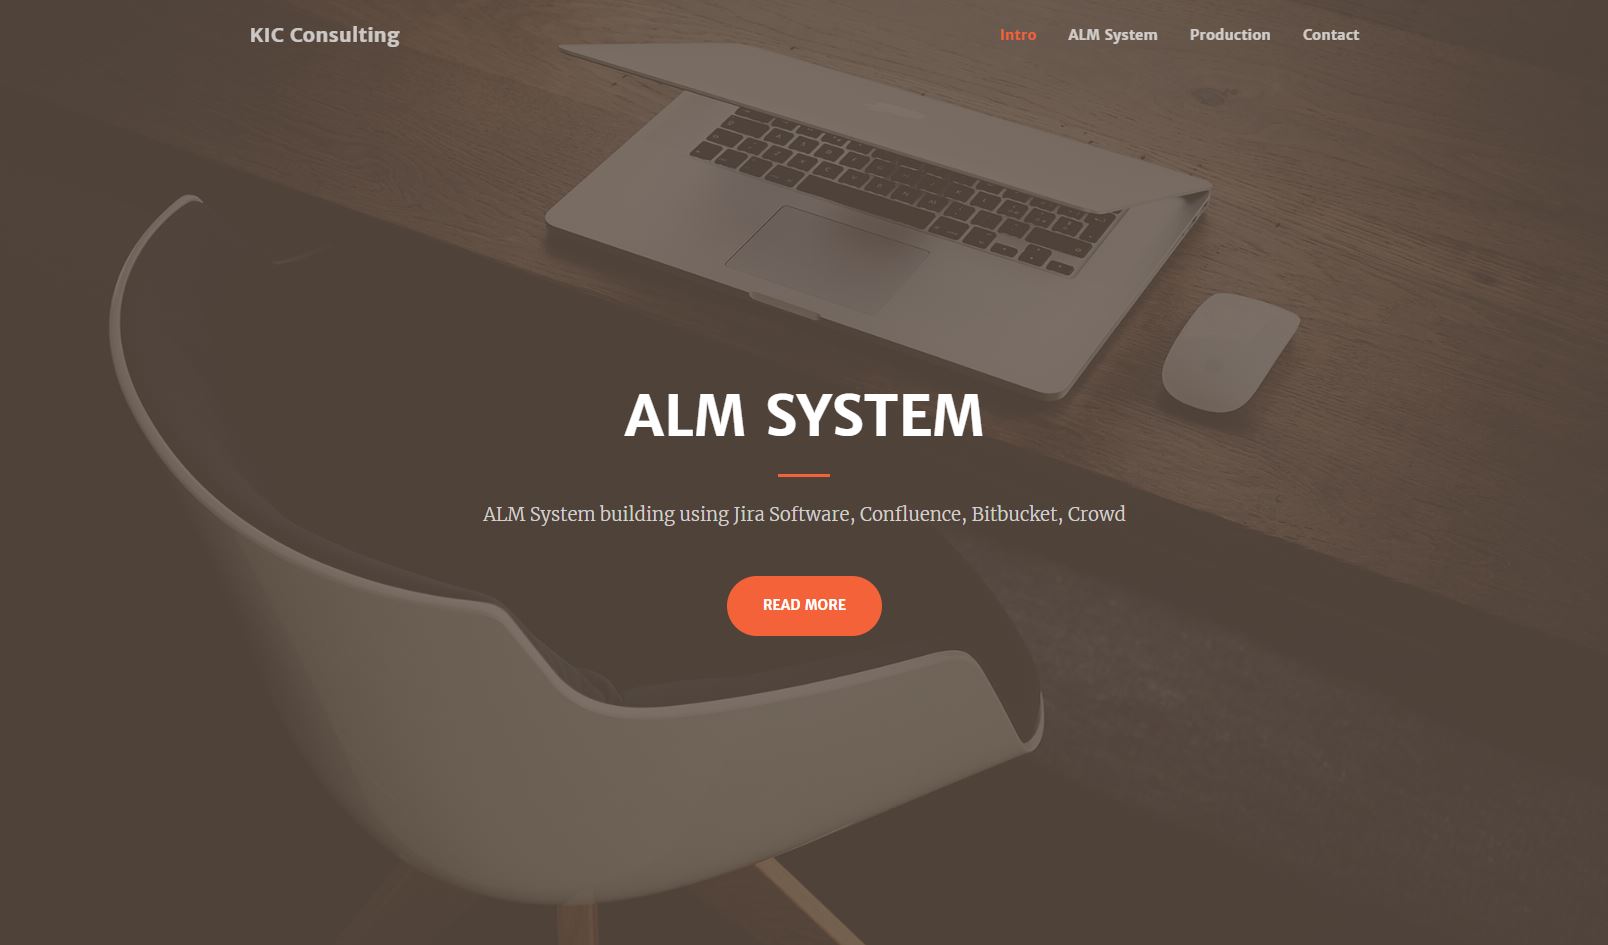 KIC Consulting
Intro ALM System Production Contact
ALM SYSTEM
ALM System building using Jira Software, Confluence, Bitbucket, Crowd
READ MORE